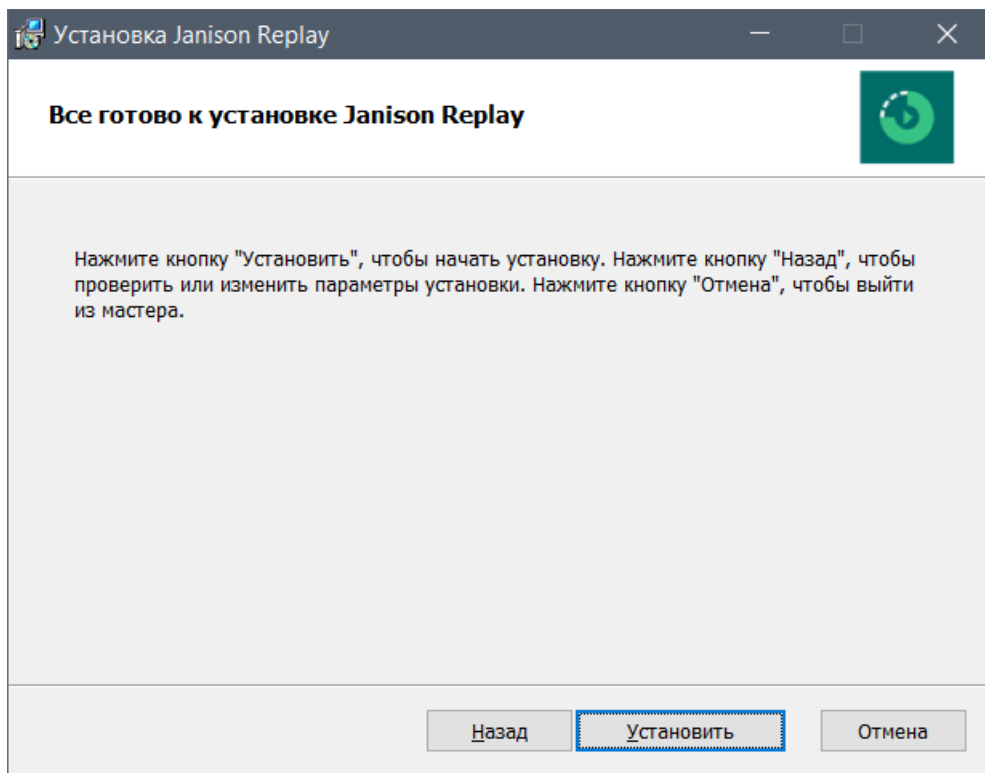 Установка Janison Replay
Все готово к установке Janison Replay
Нажмите кнопку "Установить", чтобы начать установку. Нажмите кнопку "Назад", чтобы
проверить или изменить параметры установки. Нажмите кнопку "Отмена", чтобы выйти
из мастера.
Назад
Установить
Отмена